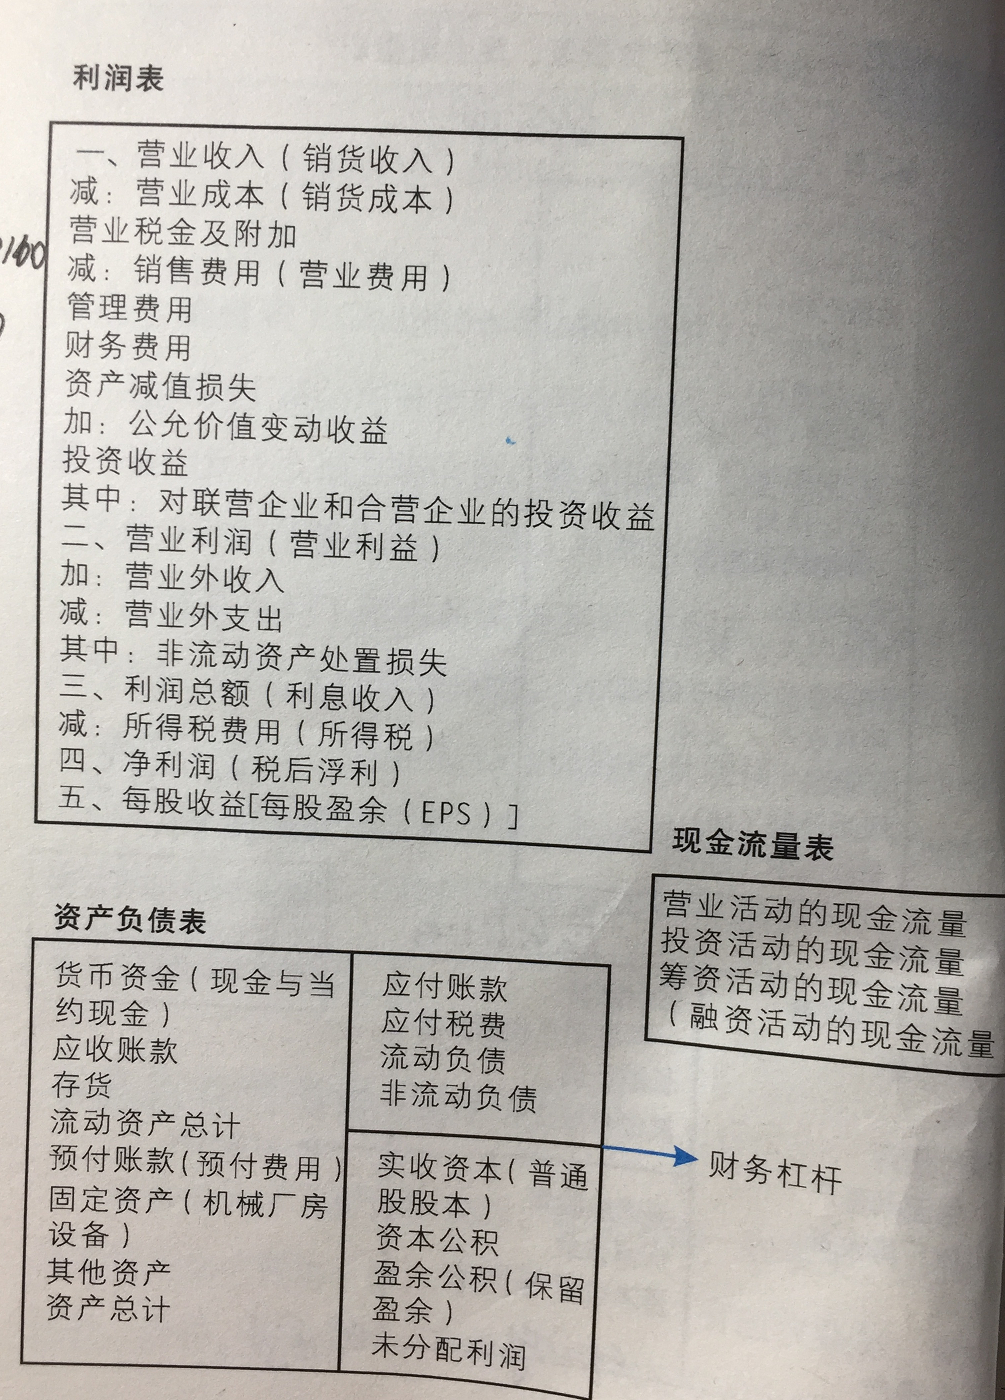 利润表
一、营业收入（销货收入）
减：营业成本（销货成本）
营业税金及附加
减：销售费用（营业费用）
管理费用
财务费用
资产减值损失
加：公允价值变动收益
投资收益
其中：对联营企业和合营企业的投资收益
二、营业利润（营业利益）
加：营业外收入
减：营业外支出
其中：非流动资产处置损失
三、利润总额（利息收入）
减：所得税费用（所得税）
四、净利润（税后浮利）
五、每股收益[每股盈余（EPS）]
现金流量表
营业活动的现金流量
投资活动的现金流量
筹资活动的现金流量
（融资活动的现金流量
资产负债表
货币资金（现金与当
约现金）
应收账款
存货
流动资产总计
预付账款（预付费用）
固定资产（机械厂房
设备）
其他资产
资产总计
应付账款
应付税费
流动负债
非流动负债
实收资本（普通
股股本）
资本公积
盈余公积（保留
盈余）
未分配利润
财务杠杆